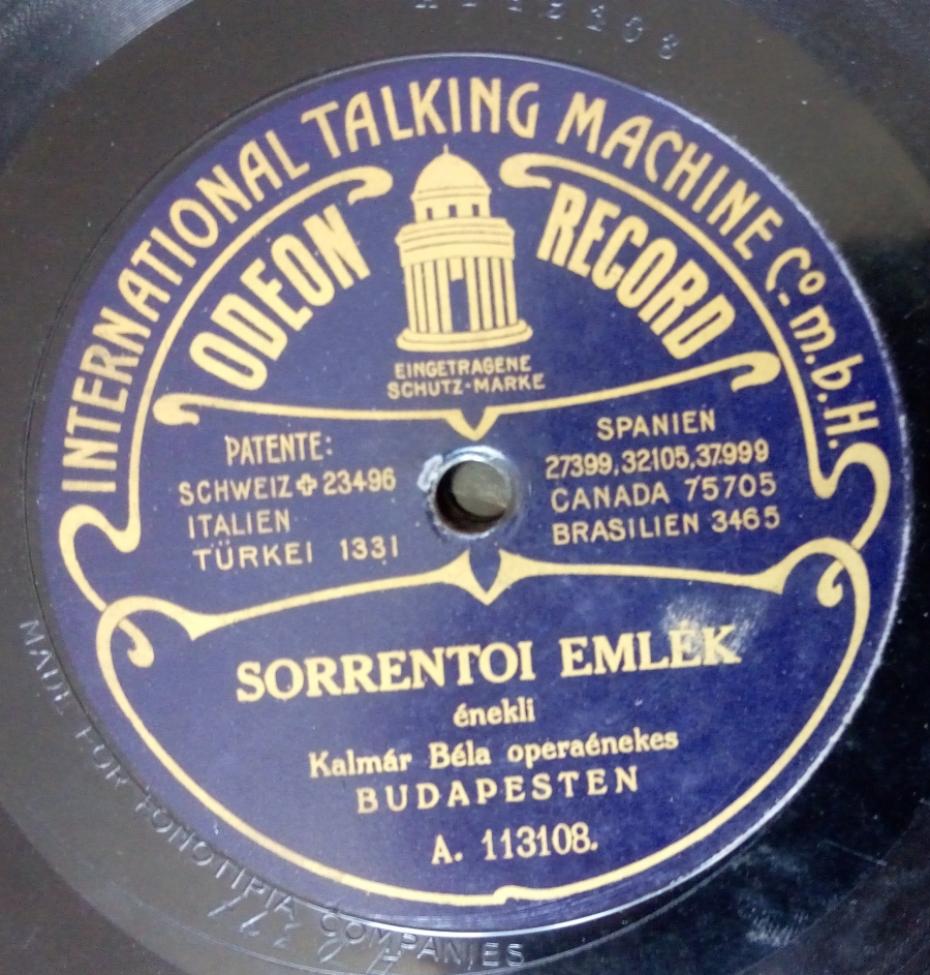 INTERNATIONAL TALKING MACHINE Co. m.b.H.
ODEON RECORD
EINGETRAGENE
SCHUTZ-MARKE
PATENTE:
SCHWEIZ ✚ 23496
ITALIEN
TÜRKEI 1331
SPANIEN
27399, 32105, 37999
CANADA 75705
BRASILIEN 3465
SORRENTOI EMLÉK
énekli
Kalmár Béla operaénekes
BUDAPESTEN
A. 113108.
MADE FOR FONOTIPIA COMPANIES